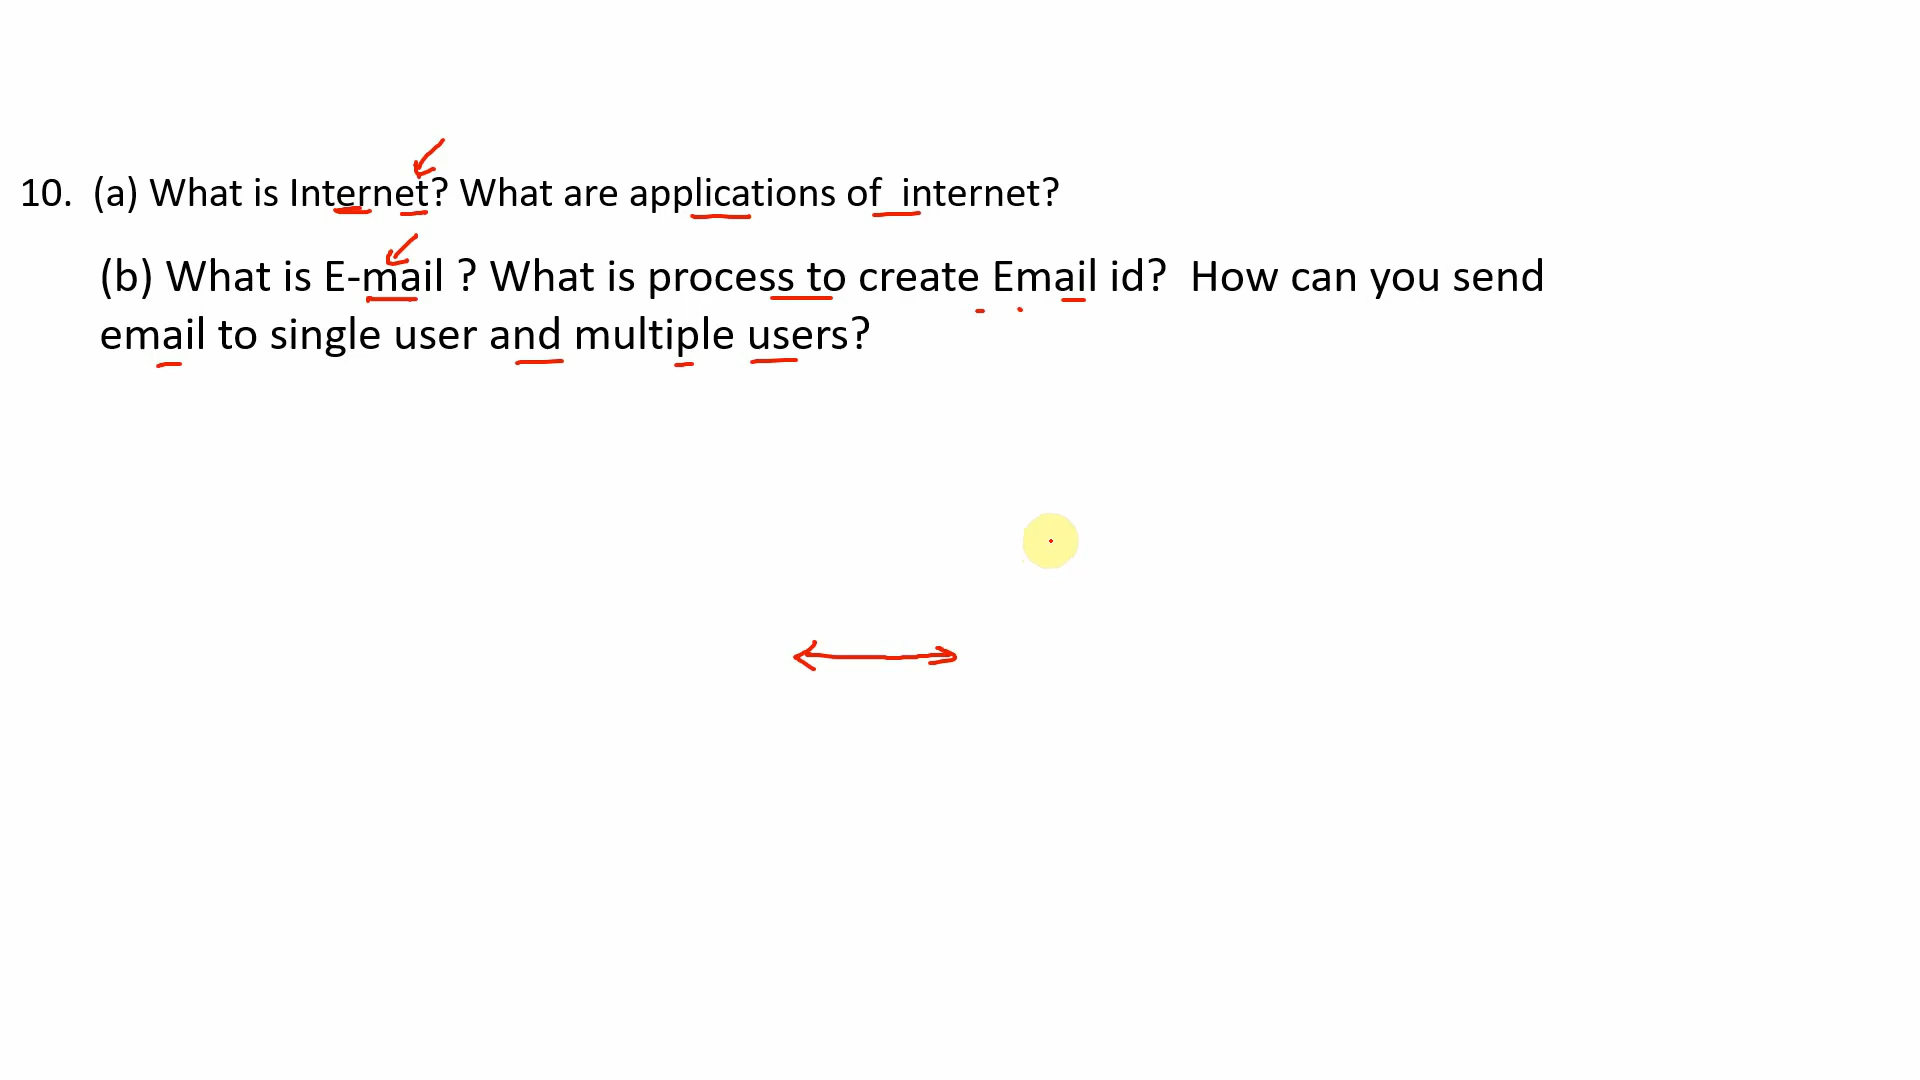 10. (a) What is Internet? What are applications of internet?
(b) What is E-mail ? What is process to create Email id? How can you send
email to single user and multiple users?